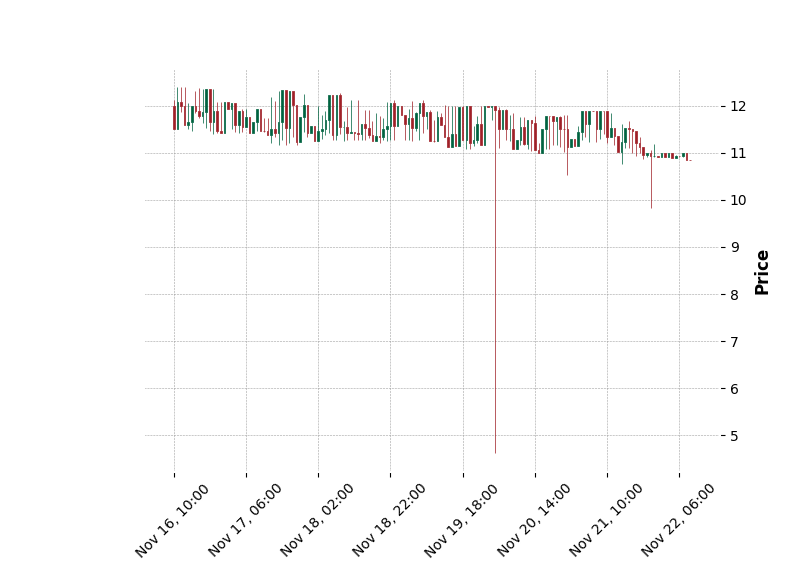 12
11
10
9
8
7
6
5
Price
Nov 16, 10:00
Nov 17, 06:00
Nov 18, 02:00
Nov 18, 22:00
Nov 19, 18:00
Nov 20, 14:00
Nov 21, 10:00
Nov 22, 06:00